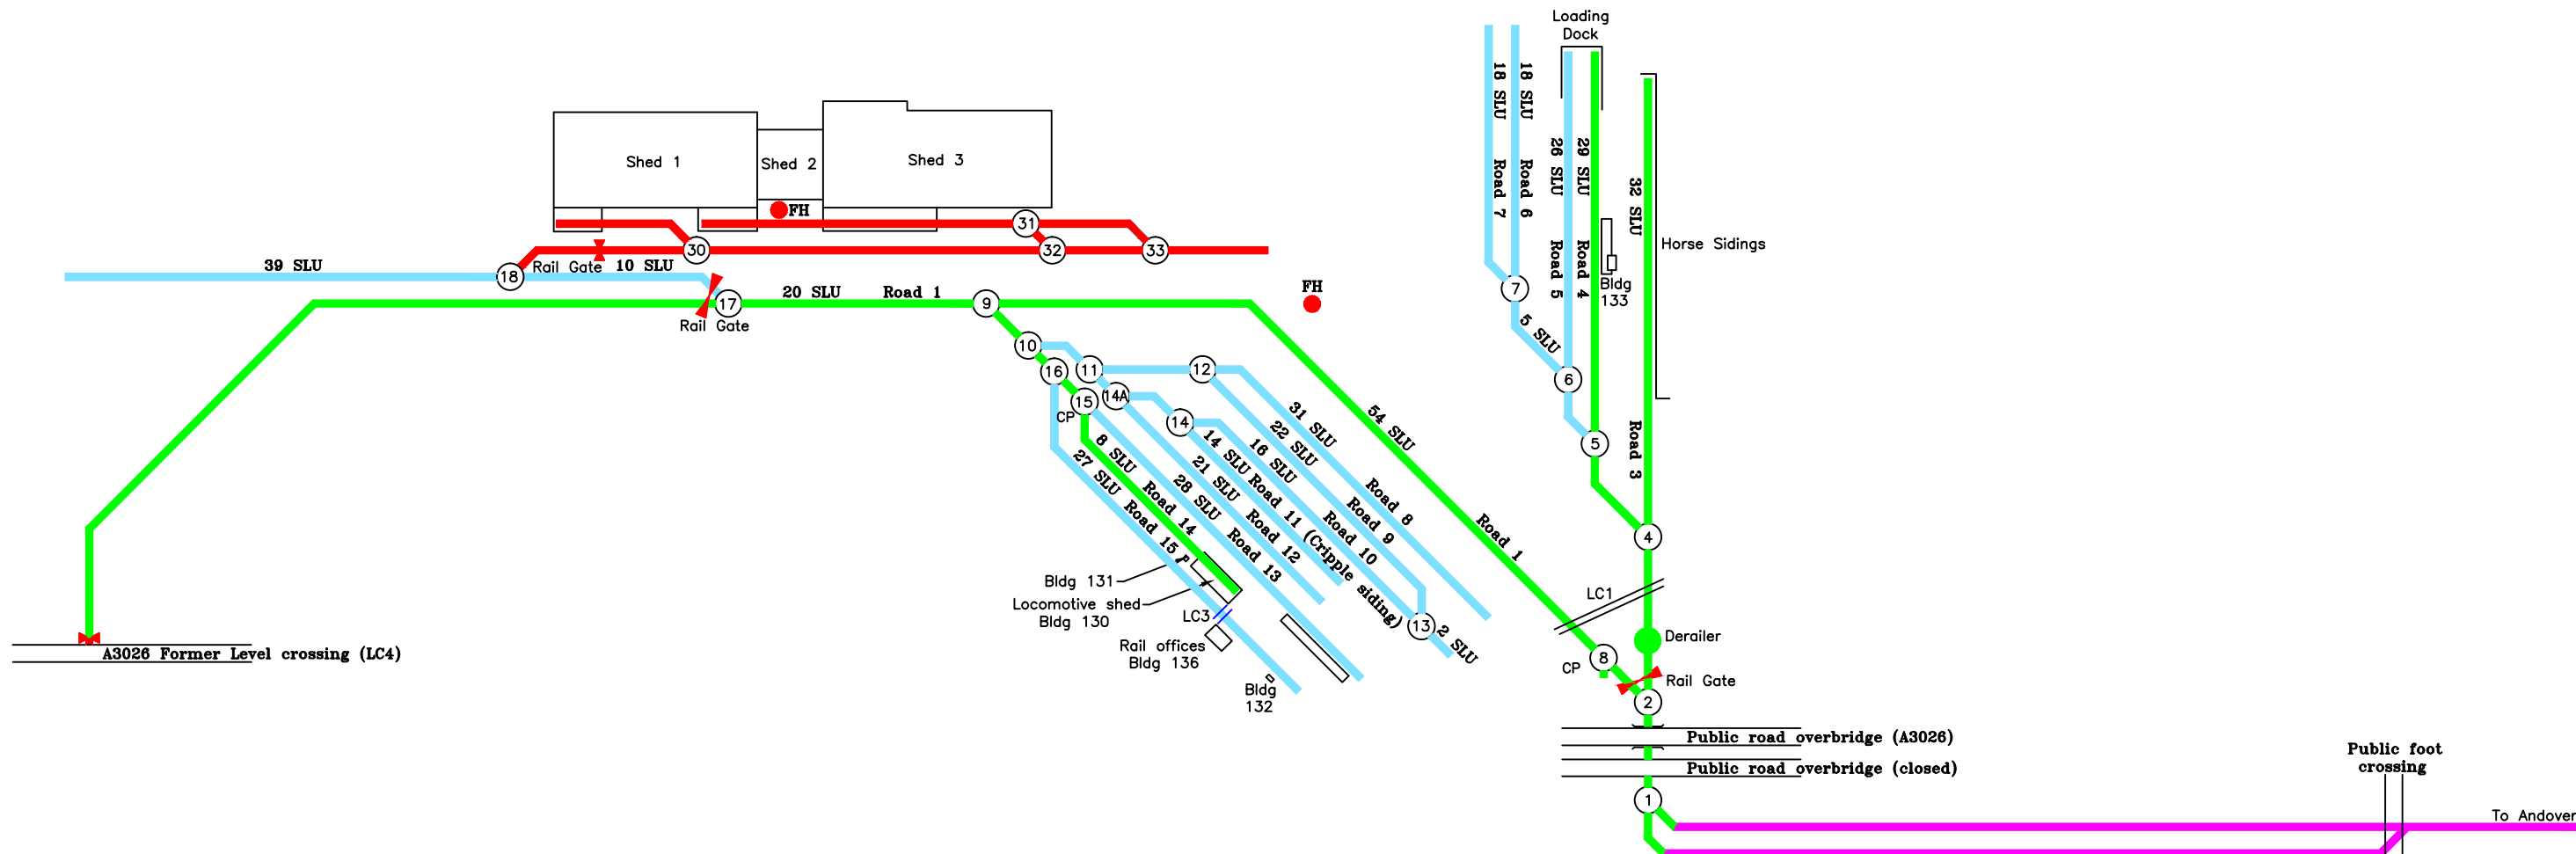 Loading
Dock
18 SLU
Road 7
18 SLU
Road 6
26 SLU
Road 5
29 SLU
Road 4
32 SLU
Road 3
Horse Sidings
Bldg
133
7
5 SLU
6
5
4
Shed 1
Shed 2
Shed 3
FH
31
30
32
33
39 SLU
18
Rail Gate
10 SLU
17
Rail Gate
20 SLU
Road 1
9
FH
10
16
11
12
15
14A
CP
14
31 SLU
Road 8
22 SLU
Road 9
16 SLU
Road 10
14 SLU
Road 11 (Cripple siding)
21 SLU
Road 12
28 SLU
Road 13
8 SLU
Road 14
27 SLU
Road 15
54 SLU
Road 1
13
2 SLU
Bldg 131
Locomotive shed
Bldg 130
LC3
Rail offices
Bldg 136
Bldg
132
LC1
Derailer
8
CP
Rail Gate
2
A3026 Former Level crossing (LC4)
Public road overbridge (A3026)
Public road overbridge (closed)
1
Public foot
crossing
To Andover